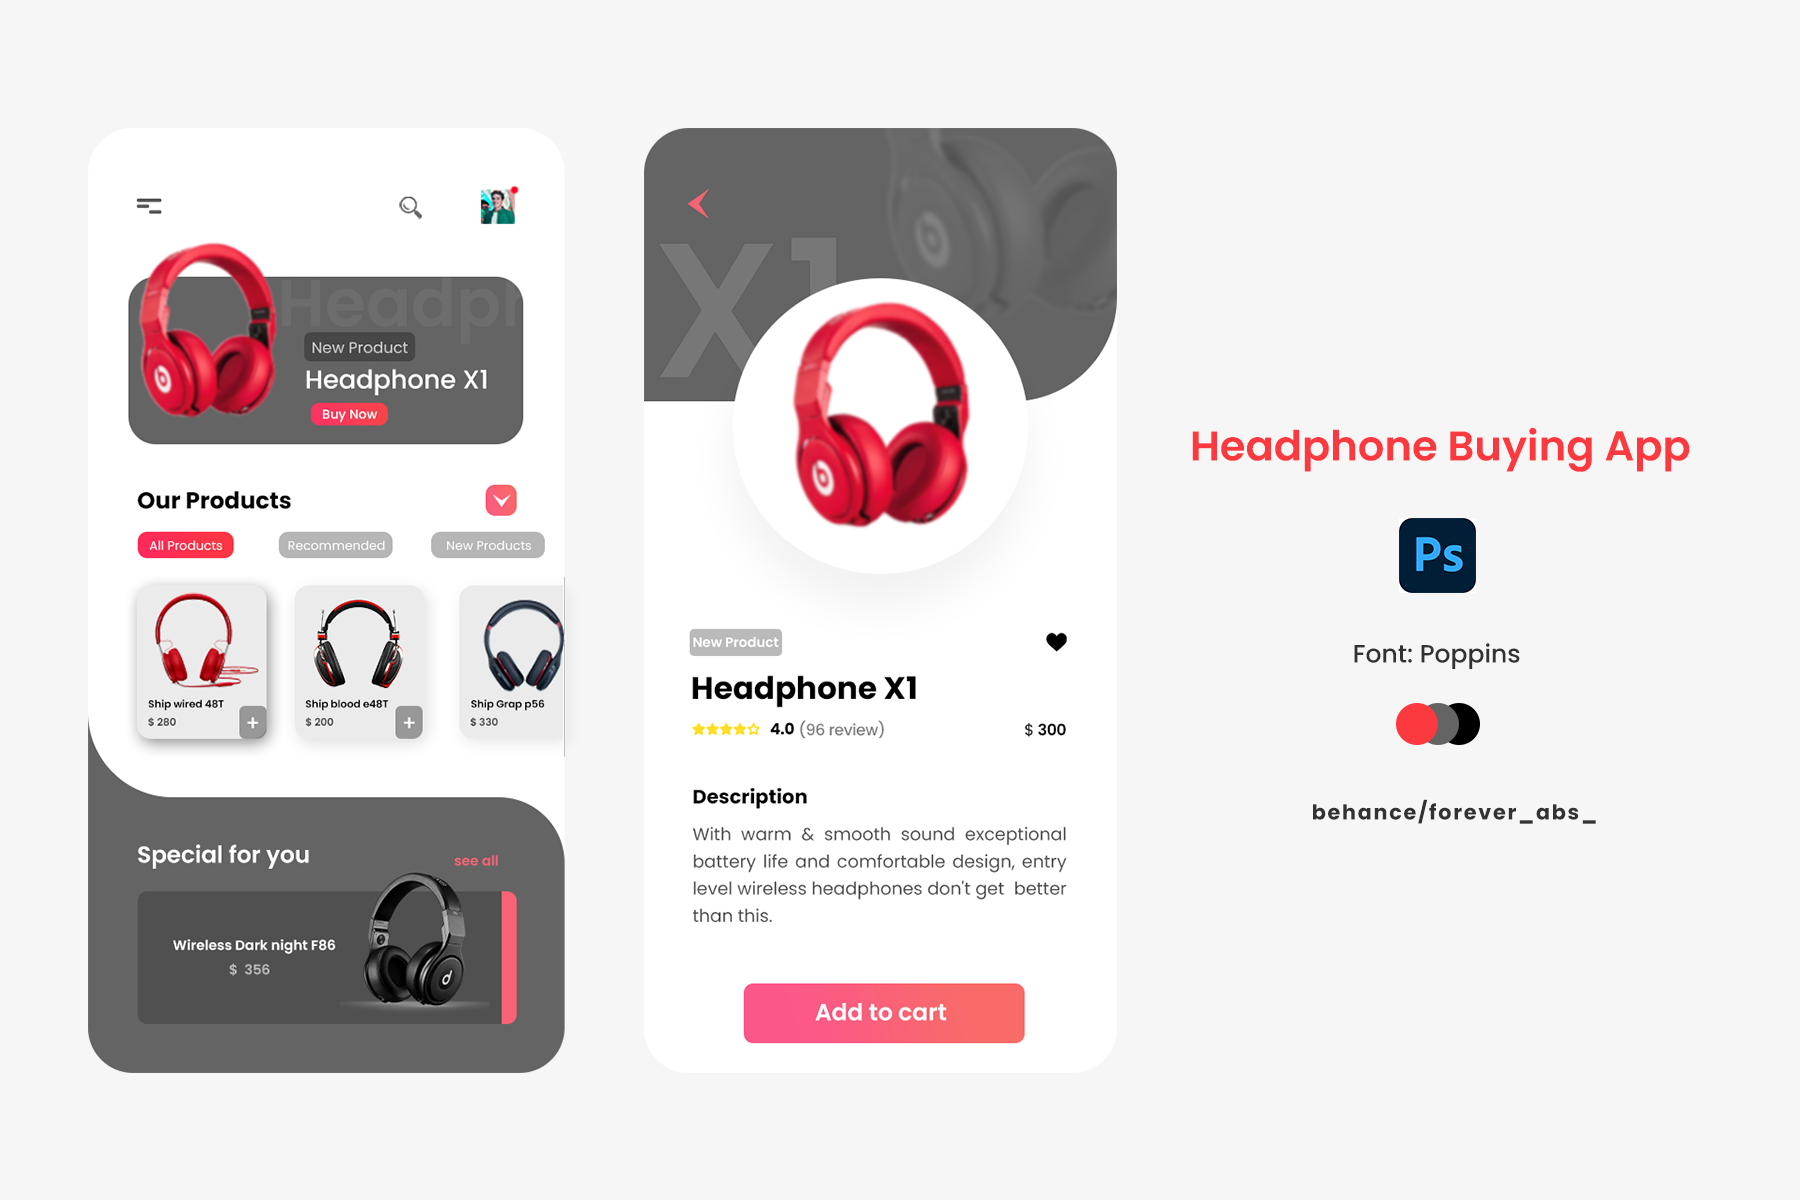 Headph
New Product
Headphone X1
Buy Now
Our Products
All Products
Recommended
New Products
Ship wired 48T
$ 280
+
Ship blood e48T
$ 200
+
Ship Grap p56
$ 330
Special for you
see all
Wireless Dark night F86
$ 356
X1
New Product
Headphone X1
4.0 (96 review)
$ 300
Description
With warm & smooth sound exceptional
battery life and comfortable design, entry
level wireless headphones don't get better
than this.
Add to cart
Headphone Buying App
Ps
Font: Poppins
behance/forever_abs_